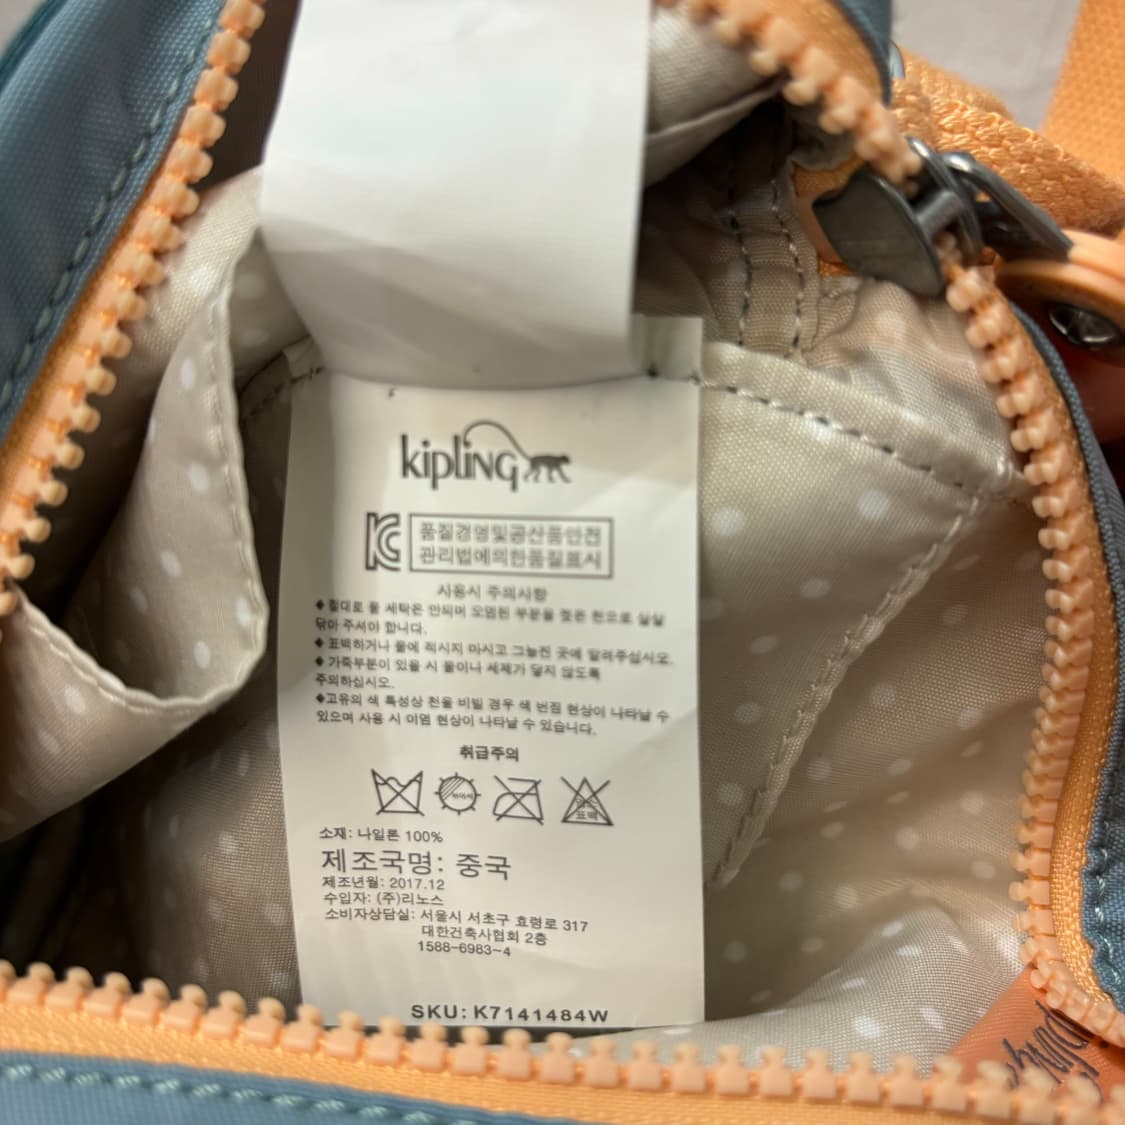 kipling
품질경영및공산품안전
관리법에의한품질표시
사용시 주의사항
◆ 절대로 물 세탁은 안되며 오염된 부분을 젖은 천으로 살살
닦아 주셔야 합니다.
◆ 표백하거나 물에 적시지 마시고 그늘진 곳에 말려주십시오.
◆ 가죽부분이 있을 시 물이나 세제가 닿지 않도록
주의하십시오.
◆고유의 색 특성상 천을 비빌 경우 색 번짐 현상이 나타날 수
있으며 사용 시 이염 현상이 나타날 수 있습니다.
취급주의
소재: 나일론 100%
제조국명: 중국
제조년월: 2017.12
수입자: (주)리노스
소비자상담실: 서울시 서초구 효령로 317
대한건축사협회 2층
1588-6983~4
SKU: K7141484W